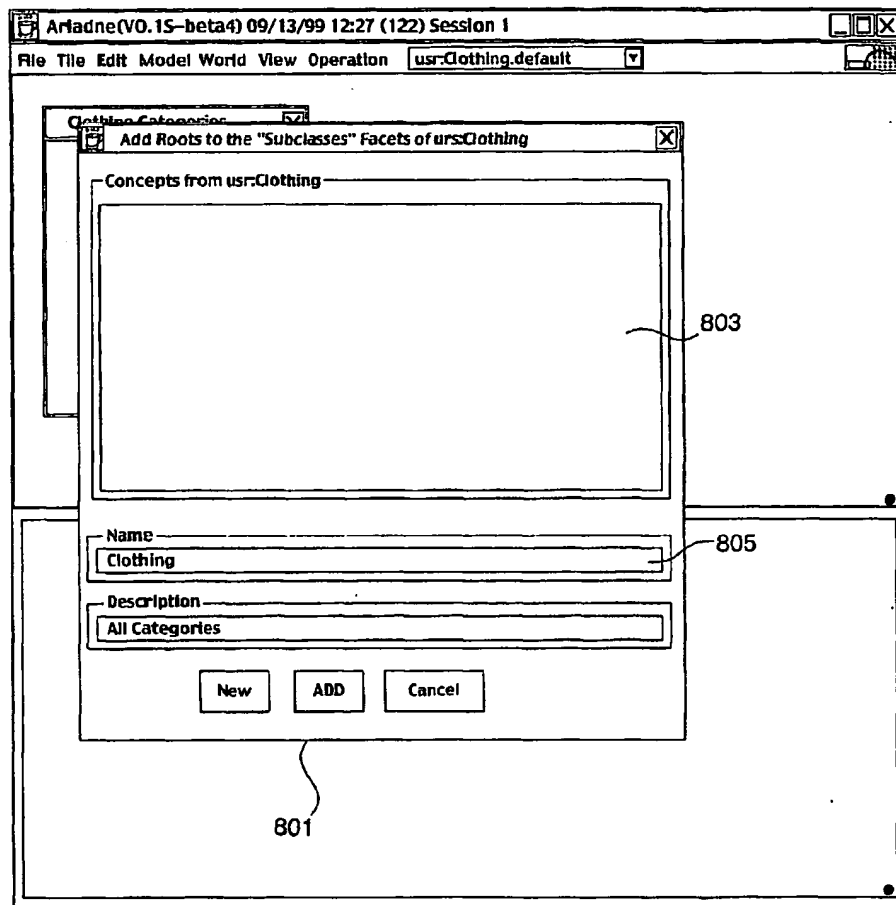 Ariadne(V0.1S-beta4) 09/13/99 12:27 (122) Session 1
File Tile Edit Model World View Operation usr:Clothing.default
Clothing Categories
Add Roots to the "Subclasses" Facets of urs:Clothing
Concepts from usr:Clothing
803
Name
Clothing
805
Description
All Categories
New ADD Cancel
801